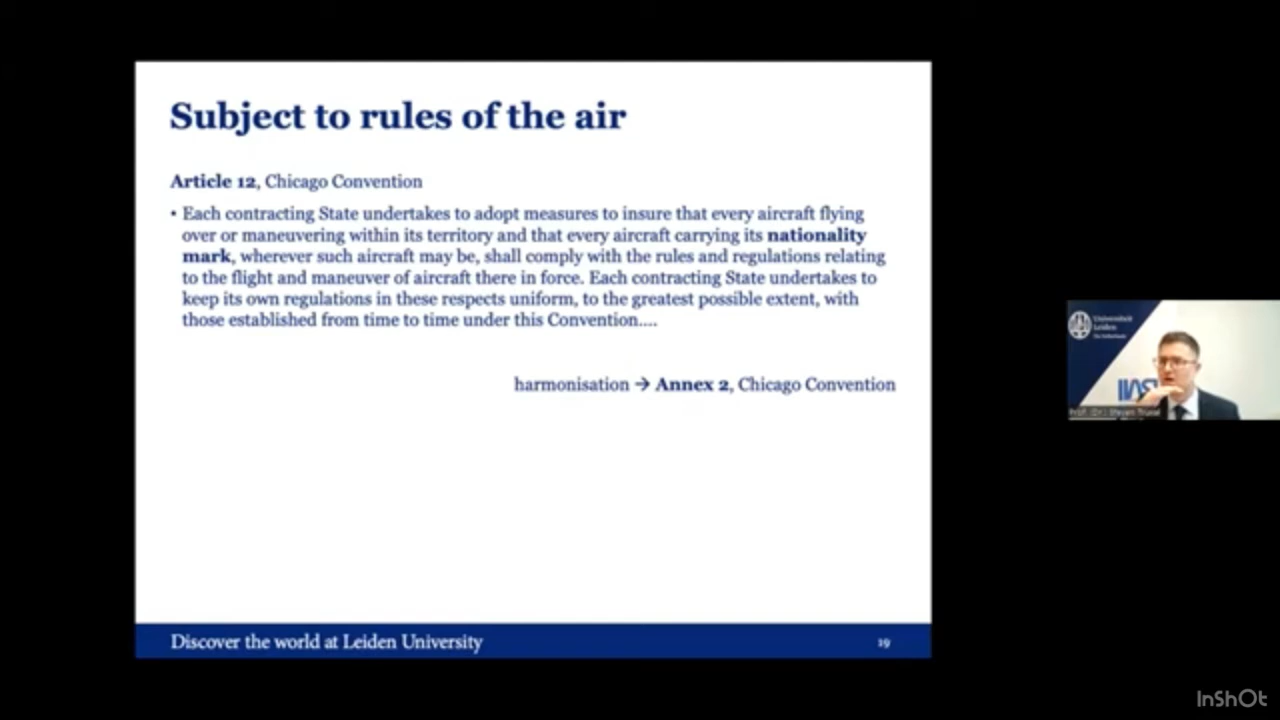 Subject to rules of the air
Article 12, Chicago Convention
• Each contracting State undertakes to adopt measures to insure that every aircraft flying
over or maneuvering within its territory and that every aircraft carrying its nationality
mark, wherever such aircraft may be, shall comply with the rules and regulations relating
to the flight and maneuver of aircraft there in force. Each contracting State undertakes to
keep its own regulations in these respects uniform, to the greatest possible extent, with
those established from time to time under this Convention....
harmonisation → Annex 2, Chicago Convention
Discover the world at Leiden University
19
Universiteit
Leiden
Prof. (Dr.)
InShOt